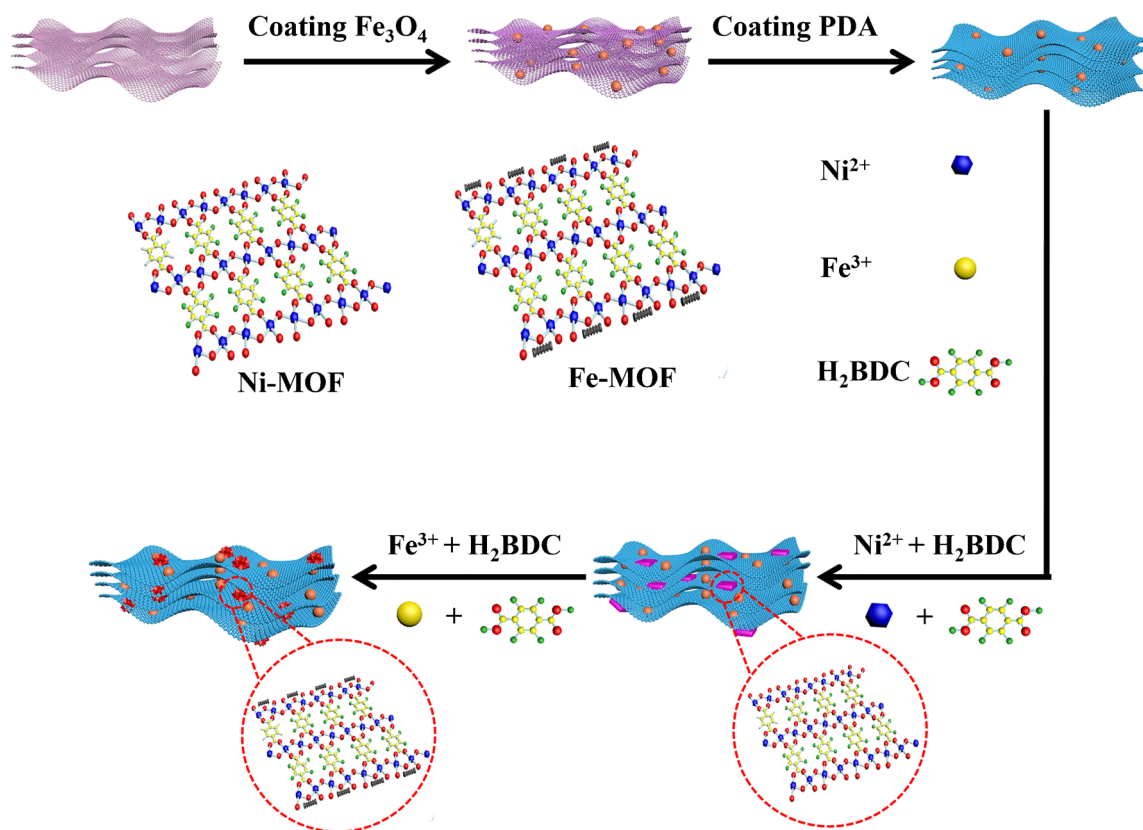 Coating Fe₃O₄
Coating PDA
Ni²⁺
Fe³⁺
H₂BDC
Ni-MOF
Fe-MOF
Fe³⁺ + H₂BDC
+
Ni²⁺ + H₂BDC
+